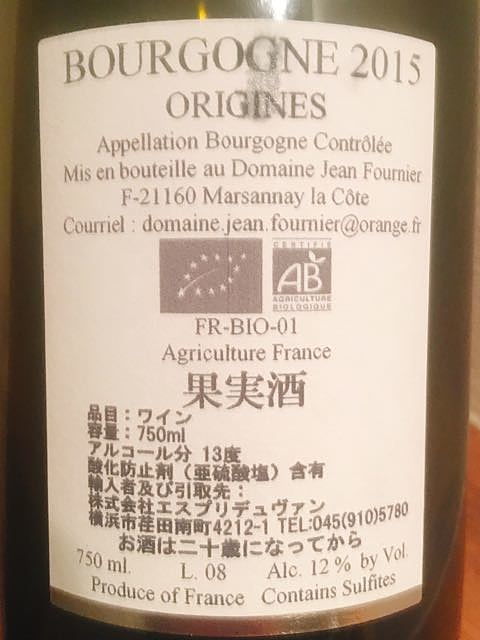 BOURGOGNE 2015
ORIGINES
Appellation Bourgogne Contrôlée
Mis en bouteille au Domaine Jean Fournier
F-21160 Marsannay la Côte
Courriel : domaine.jean.fournier@orange.fr
CERTIFIÉ
AB
AGRICULTURE
BIOLOGIQUE
FR-BIO-01
Agriculture France
果実酒
品目：ワイン
容量：750ml
アルコール分 13度
酸化防止剤（亜硫酸塩）含有
輸入者及び引取先：
株式会社エスプリデュヴァン
横浜市荏田南町4212-1 TEL:045(910)5780
お酒は二十歳になってから
750 ml. L. 08 Alc. 12 % by Vol.
Produce of France Contains Sulfites